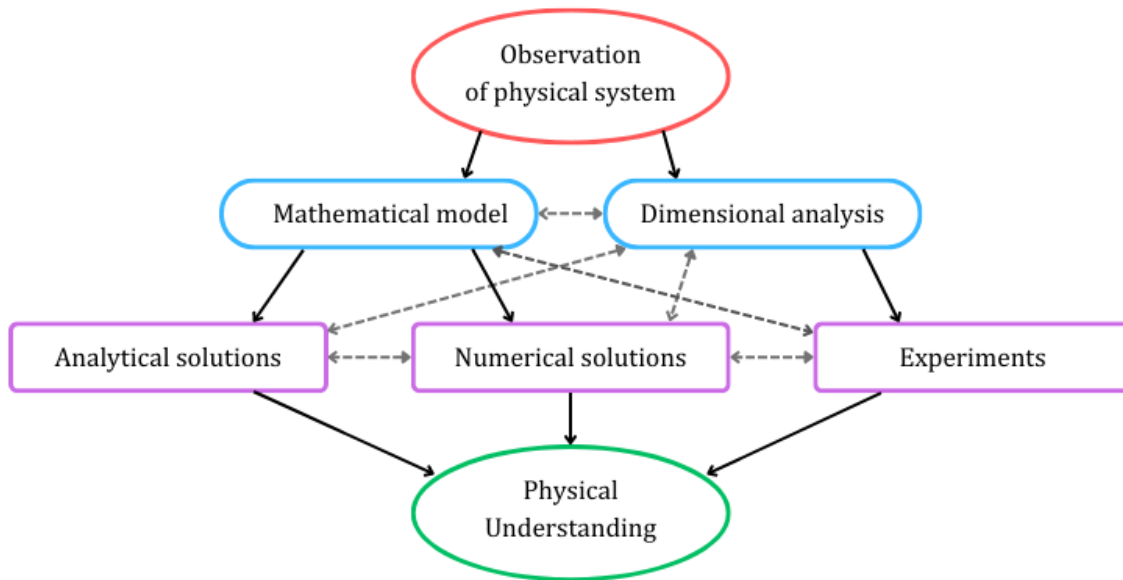 Observation
of physical system
Mathematical model
Dimensional analysis
Analytical solutions
Numerical solutions
Experiments
Physical
Understanding